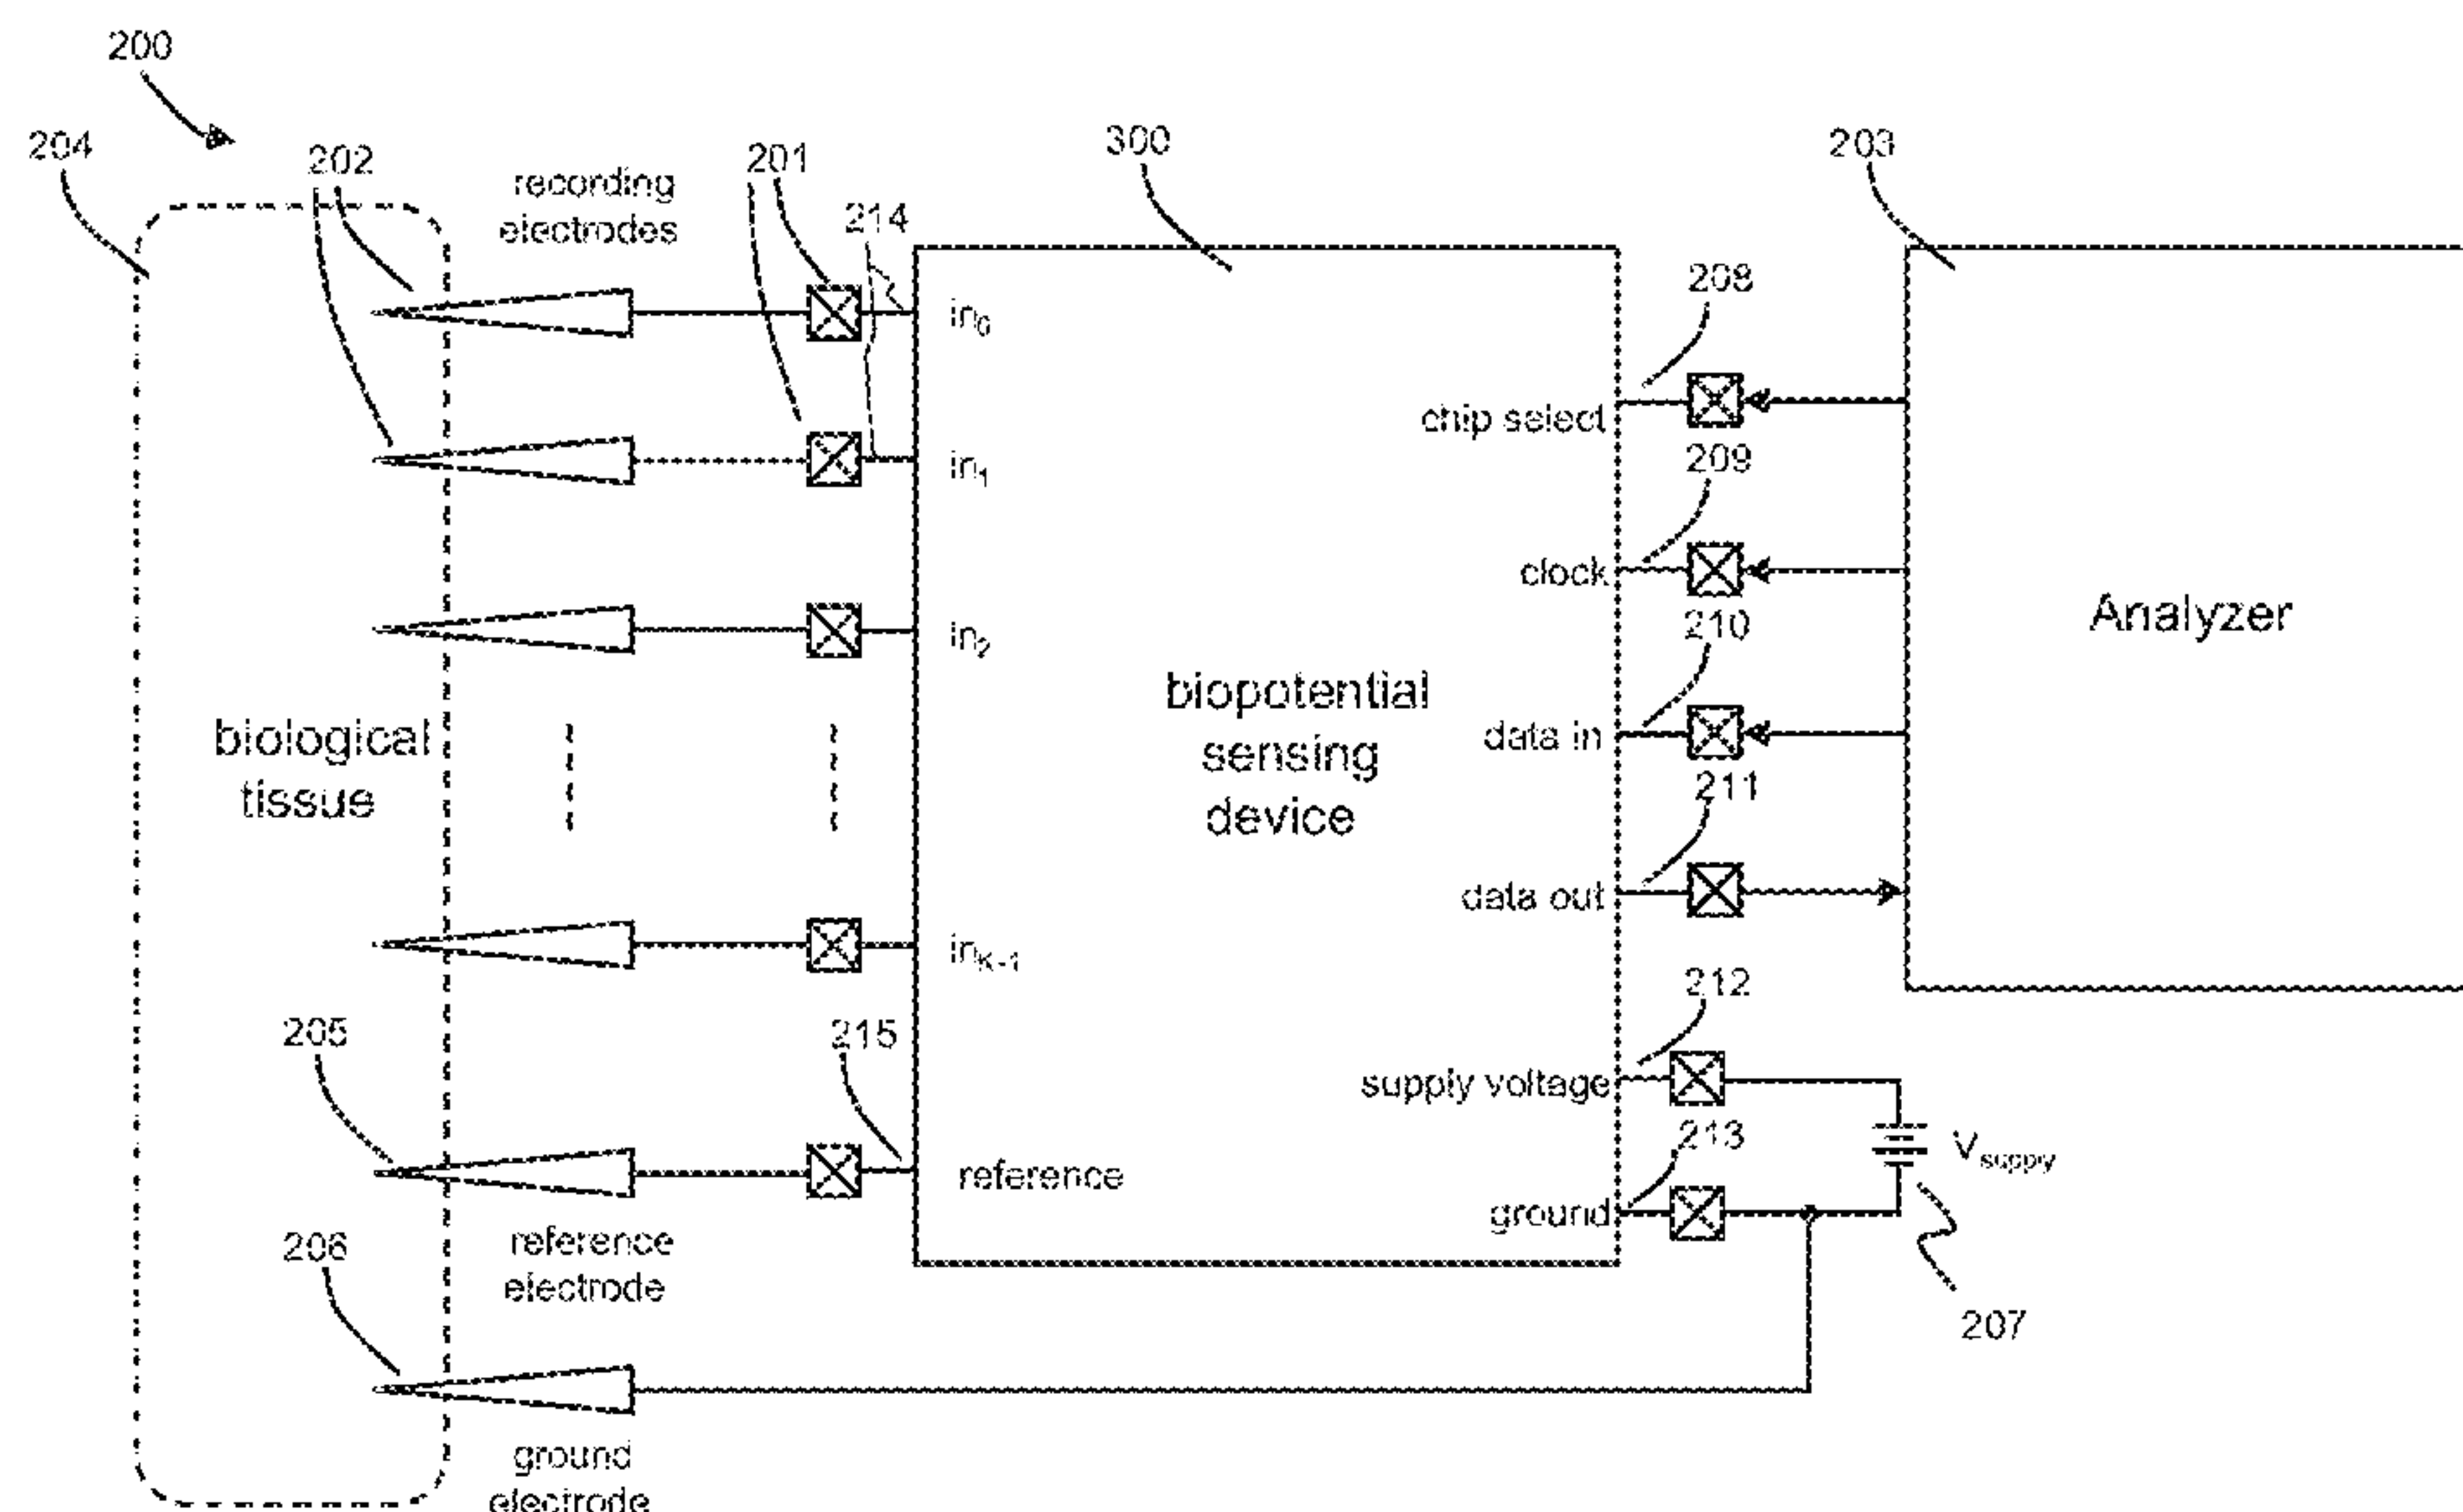 200
204
202
recording
electrodes
201
214
300
203
in0
208
chip select
in1
209
clock
210
Analyzer
in2
biopotential
sensing
device
biological
tissue
data in
211
data out
inK-1
212
205
215
supply voltage
213
Vsupply
reference
ground
206
reference
electrode
207
ground
electrode